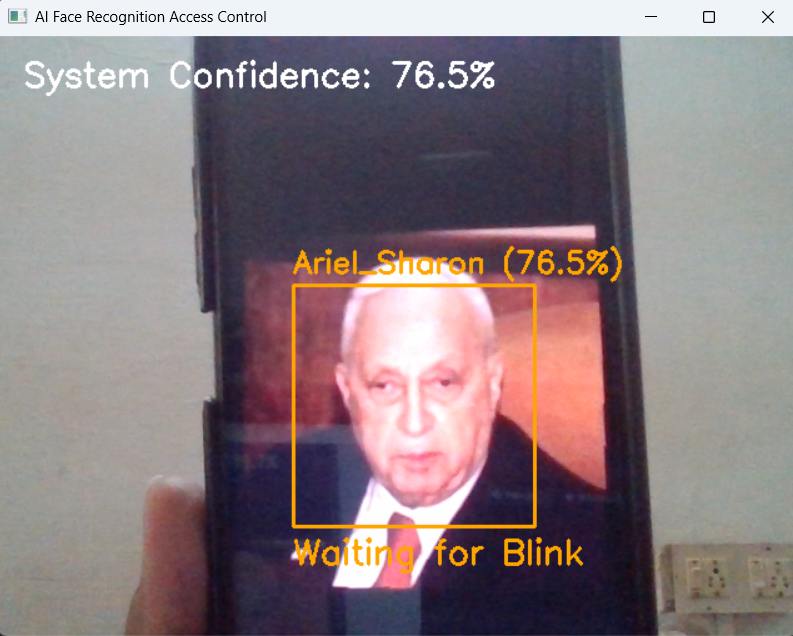 AI Face Recognition Access Control
System Confidence: 76.5%
Ariel_Sharon (76.5%)
Waiting for Blink